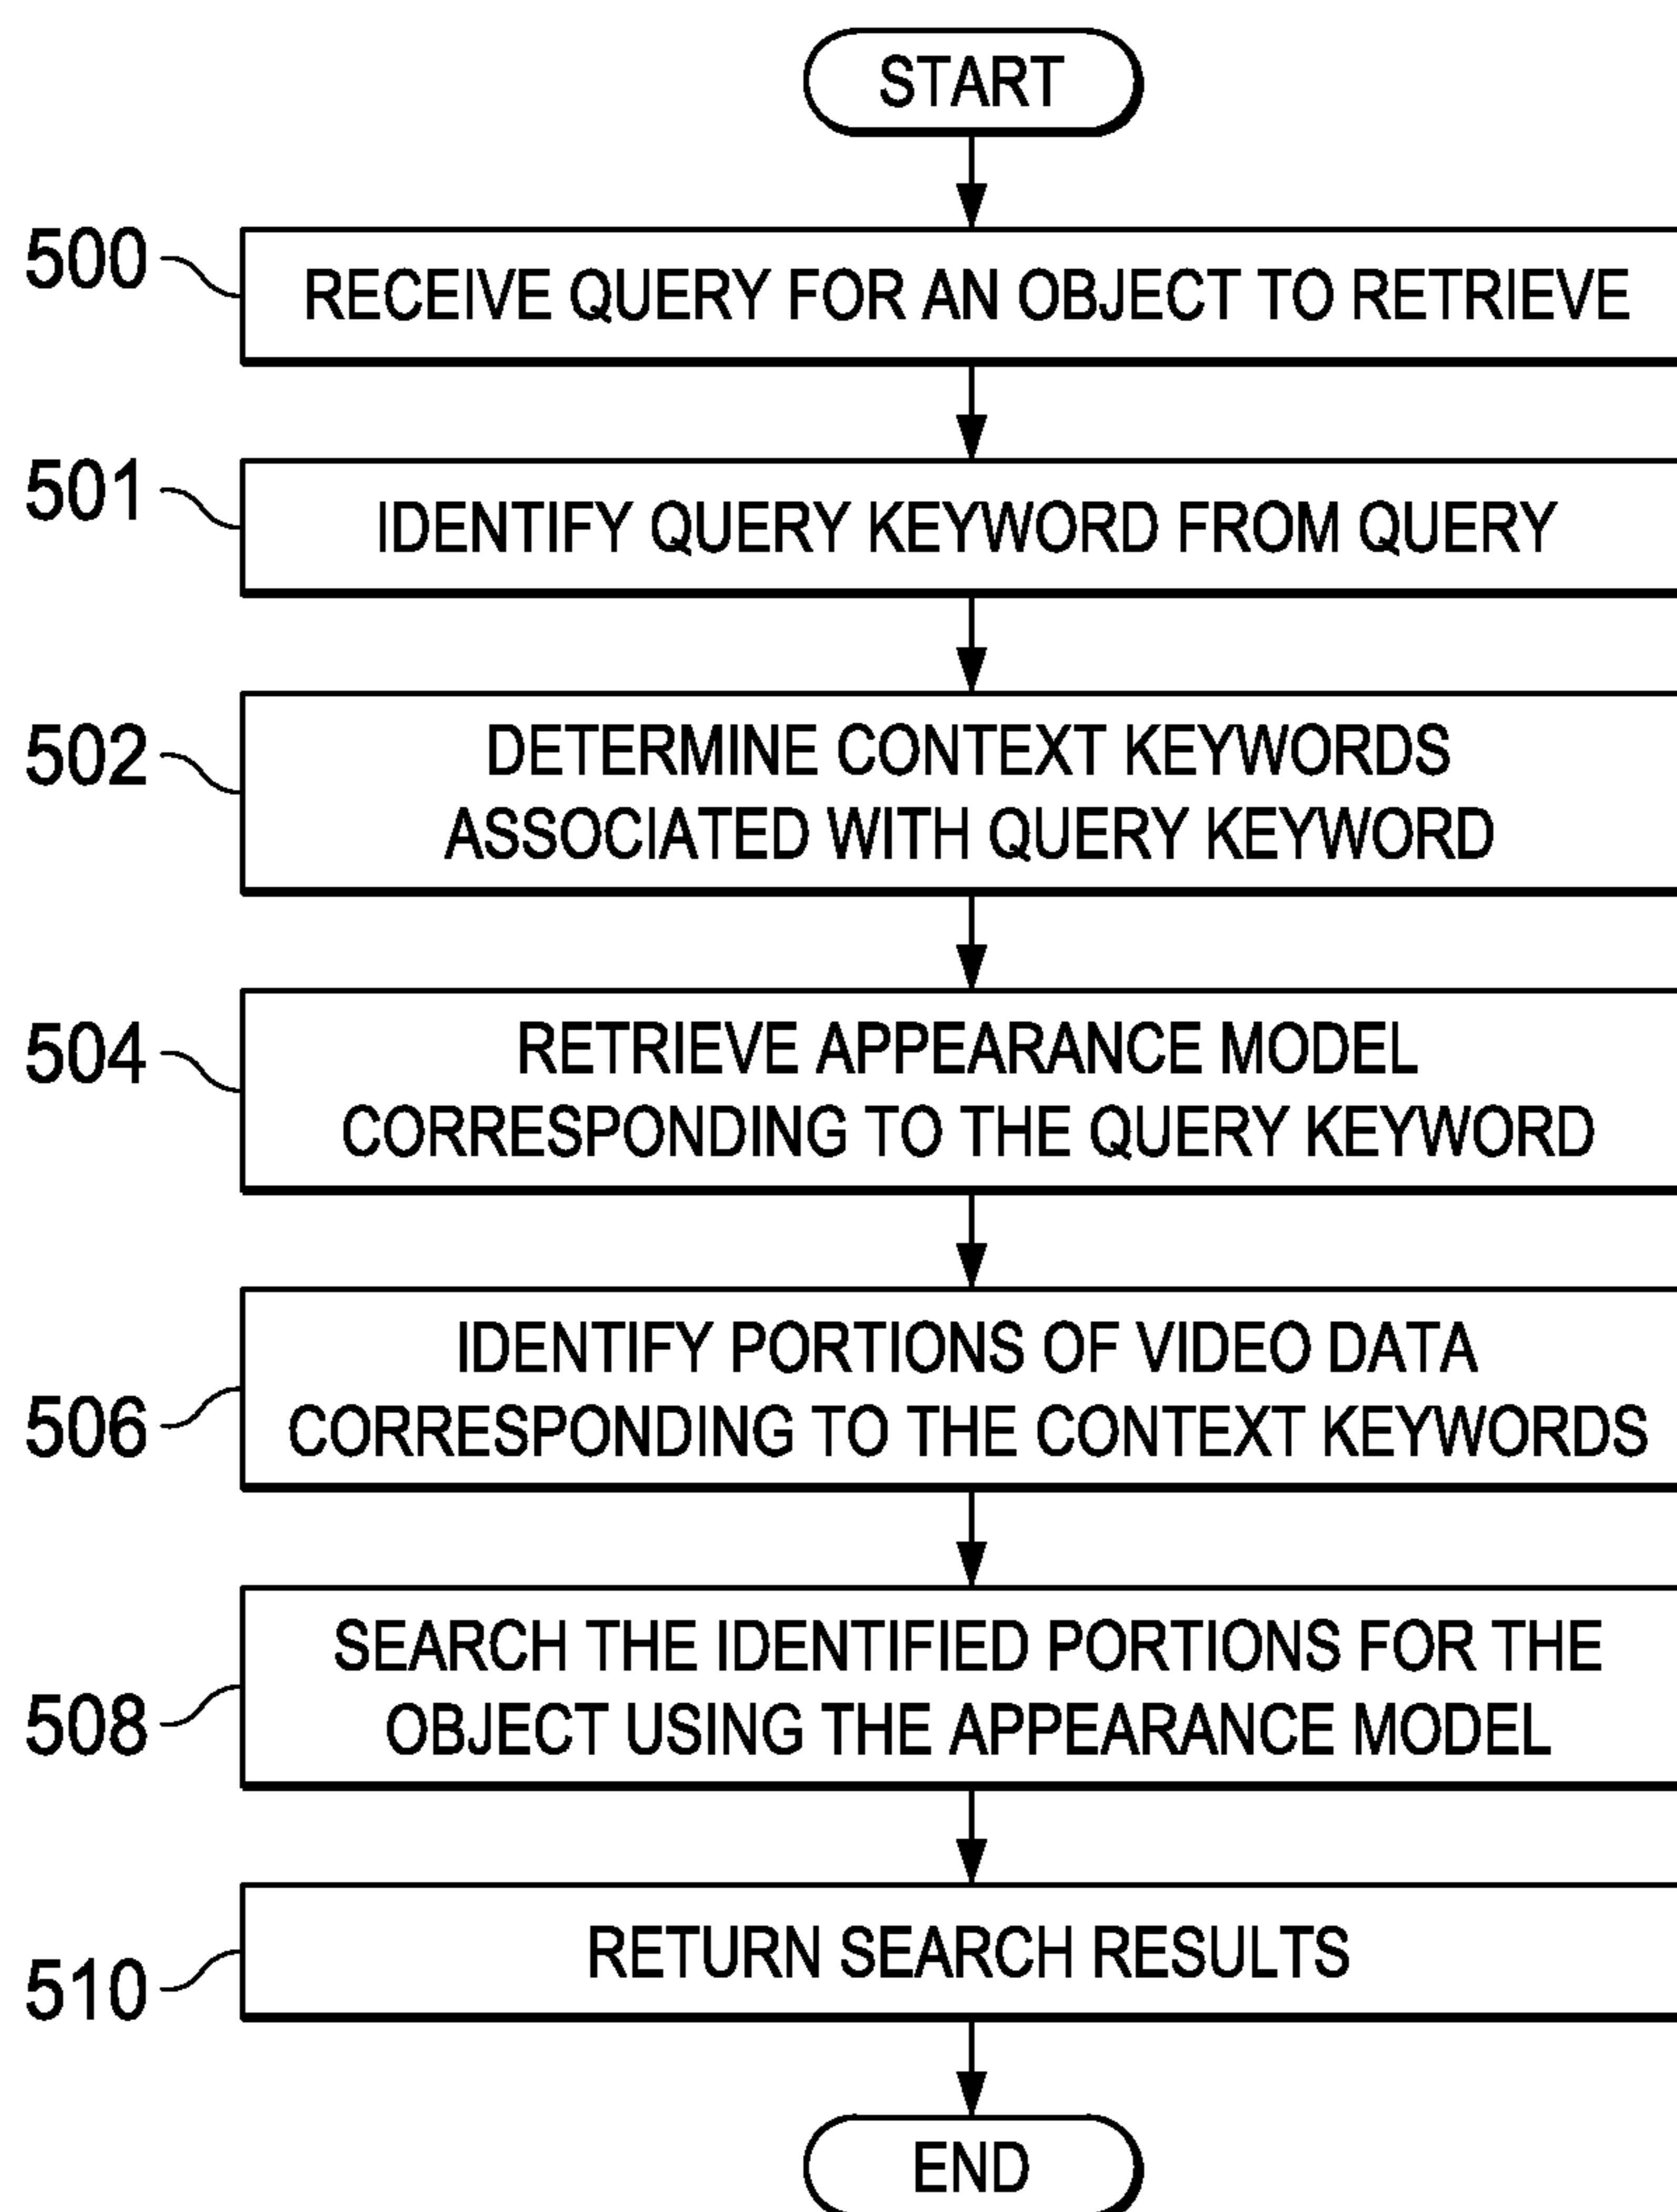 START
500
RECEIVE QUERY FOR AN OBJECT TO RETRIEVE
501
IDENTIFY QUERY KEYWORD FROM QUERY
502
DETERMINE CONTEXT KEYWORDS
ASSOCIATED WITH QUERY KEYWORD
504
RETRIEVE APPEARANCE MODEL
CORRESPONDING TO THE QUERY KEYWORD
506
IDENTIFY PORTIONS OF VIDEO DATA
CORRESPONDING TO THE CONTEXT KEYWORDS
508
SEARCH THE IDENTIFIED PORTIONS FOR THE
OBJECT USING THE APPEARANCE MODEL
510
RETURN SEARCH RESULTS
END